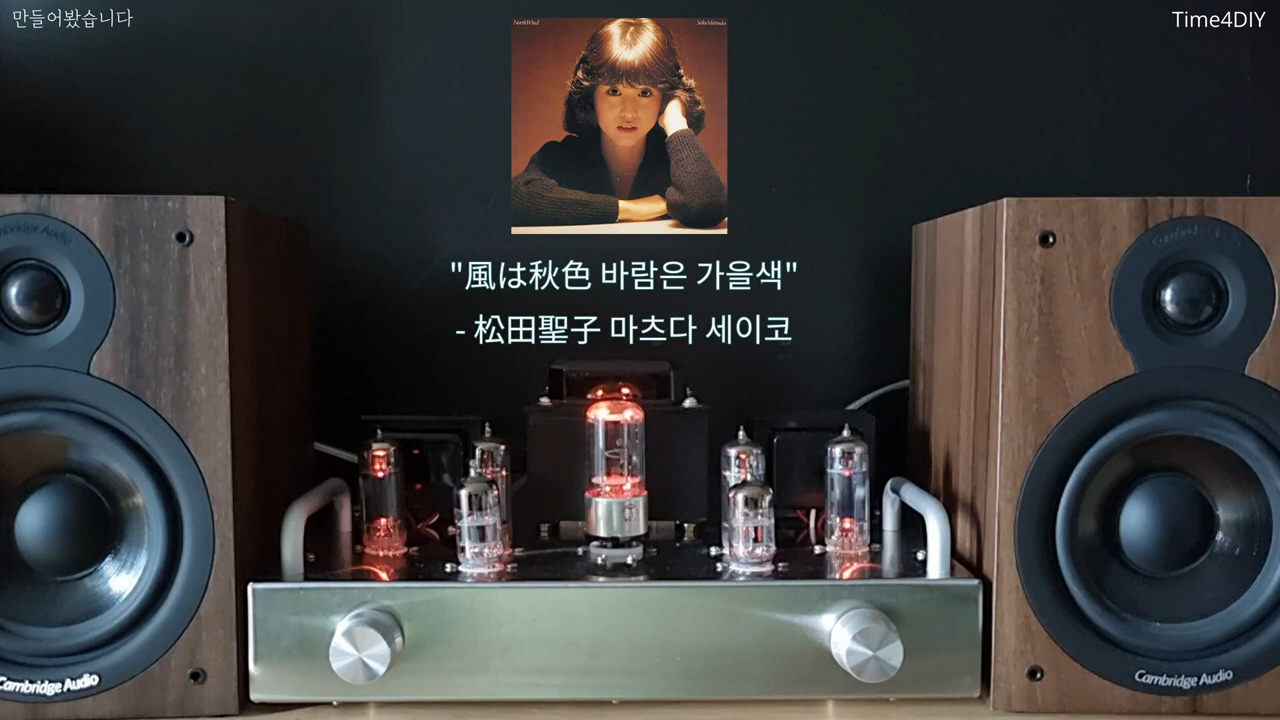 만들어봤습니다
Time4DIY
North Wind
Seiko Matsuda
"風は秋色 바람은 가을색"
- 松田聖子 마츠다 세이코
Cambridge Audio
Cambridge Audio
Cambridge Audio
Cambridge Audio